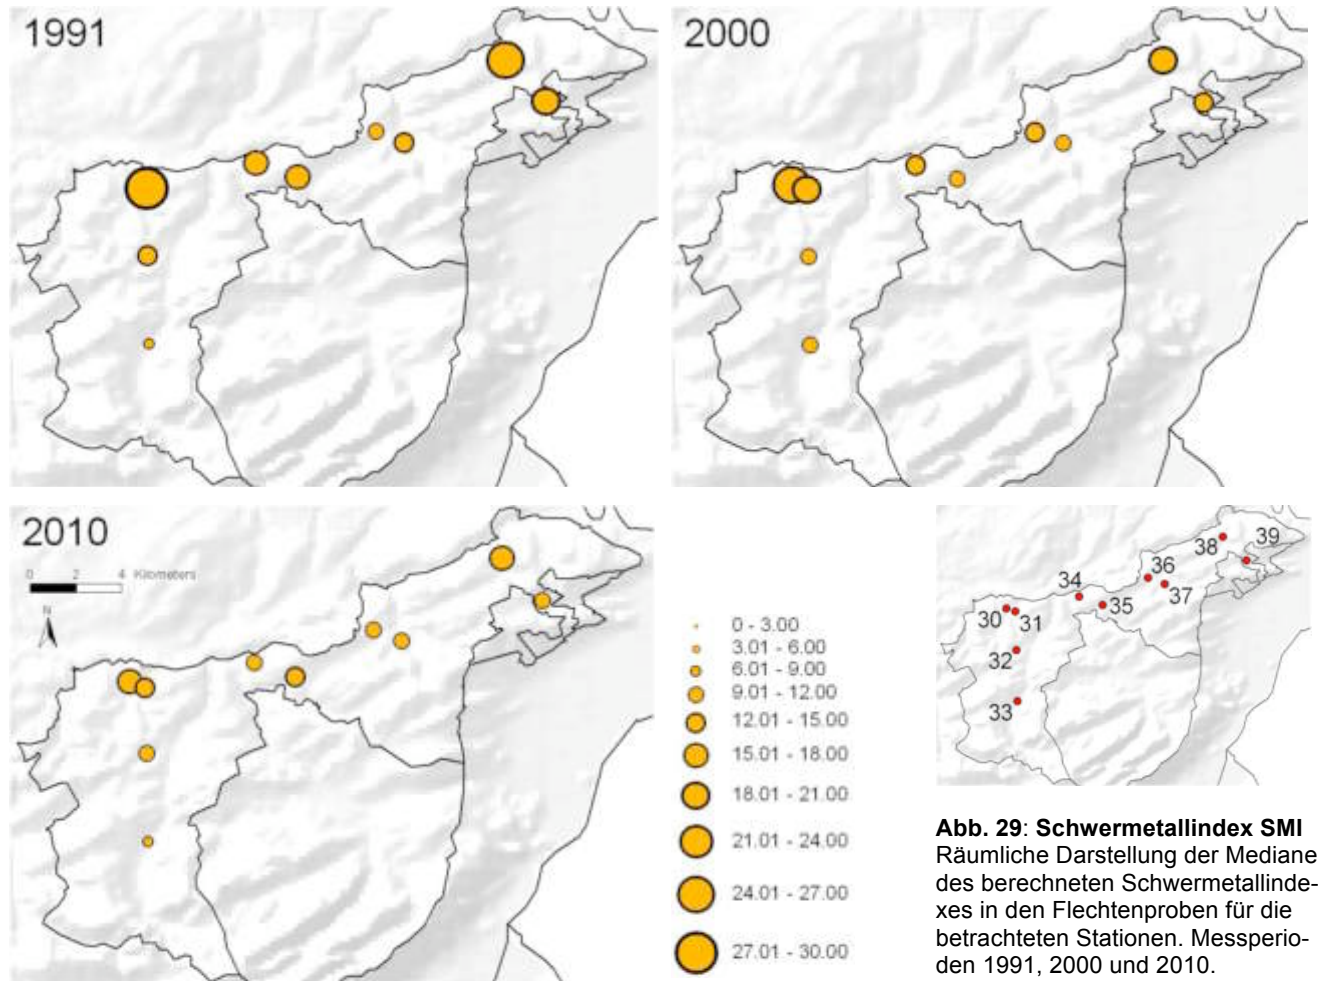 1991
2000
2010
0 2 4 Kilometers
N
0 - 3.00
3.01 - 6.00
6.01 - 9.00
9.01 - 12.00
12.01 - 15.00
15.01 - 18.00
18.01 - 21.00
21.01 - 24.00
24.01 - 27.00
27.01 - 30.00
38
39
36
37
34
35
30
31
32
33
Abb. 29: Schwermetallindex SMI
Räumliche Darstellung der Mediane
des berechneten Schwermetallinde-
xes in den Flechtenproben für die
betrachteten Stationen. Messperio-
den 1991, 2000 und 2010.